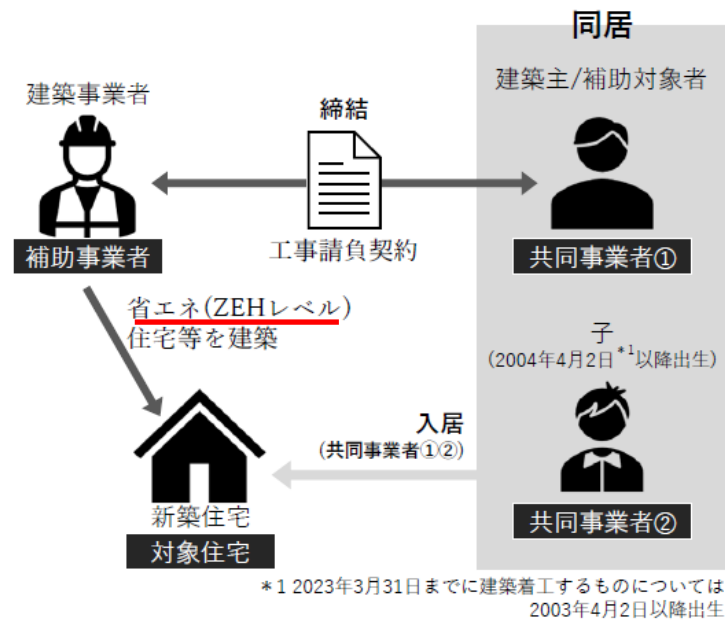 同居
建築事業者
建築主/補助対象者
締結
補助事業者
工事請負契約
共同事業者①
省エネ(ZEHレベル)
住宅等を建築
子
(2004年4月2日*1以降出生)
入居
(共同事業者①②)
新築住宅
対象住宅
共同事業者②
*1 2023年3月31日までに建築着工するものについては
2003年4月2日以降出生